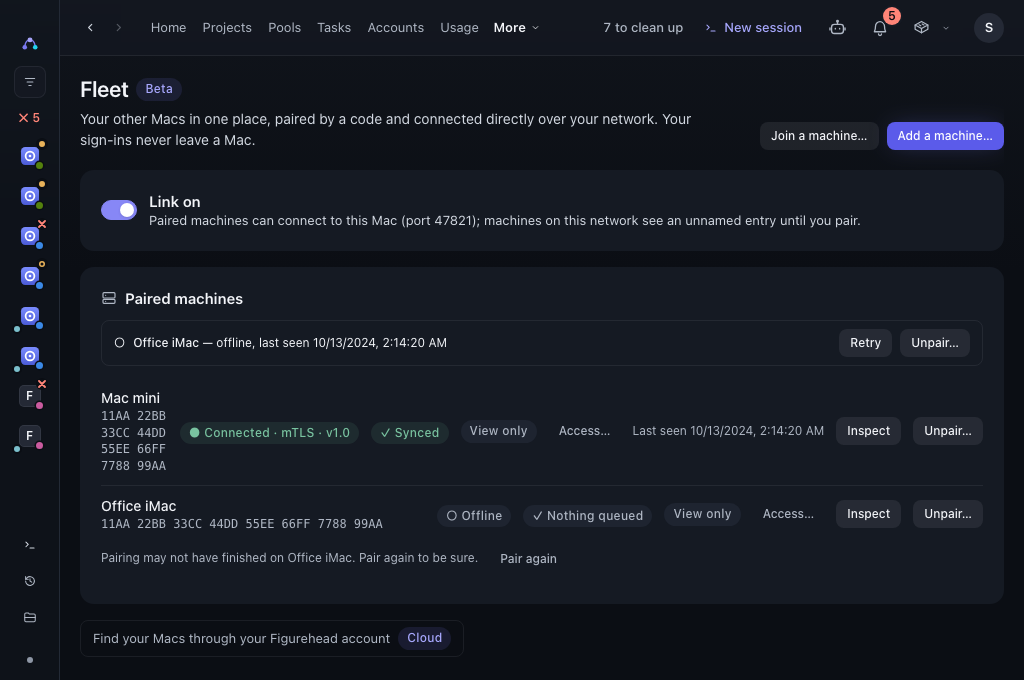 Home Projects Pools Tasks Accounts Usage More 7 to clean up New session 5 S
5
F
F
Fleet Beta
Your other Macs in one place, paired by a code and connected directly over your network. Your
sign-ins never leave a Mac.
Join a machine... Add a machine...
Link on
Paired machines can connect to this Mac (port 47821); machines on this network see an unnamed entry until you pair.
Paired machines
Office iMac — offline, last seen 10/13/2024, 2:14:20 AM Retry Unpair...
Mac mini
11AA 22BB
33CC 44DD
55EE 66FF
7788 99AA
Connected · mTLS · v1.0 Synced View only Access... Last seen 10/13/2024, 2:14:20 AM Inspect Unpair...
Office iMac
11AA 22BB 33CC 44DD 55EE 66FF 7788 99AA
Offline Nothing queued View only Access... Inspect Unpair...
Pairing may not have finished on Office iMac. Pair again to be sure. Pair again
Find your Macs through your Figurehead account Cloud